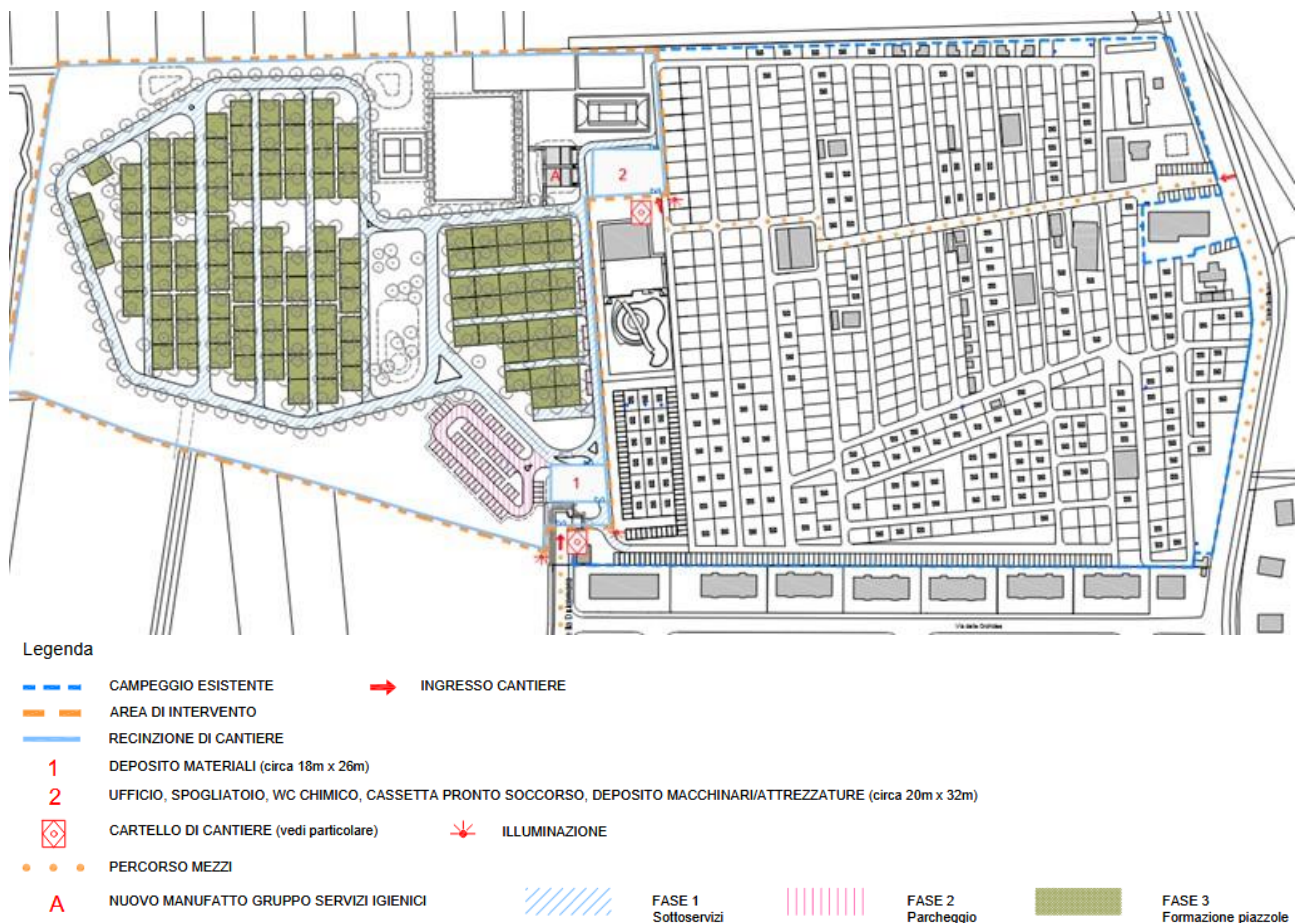 A
2
1
Via delle Orchidee
Legenda
CAMPEGGIO ESISTENTE
INGRESSO CANTIERE
AREA DI INTERVENTO
RECINZIONE DI CANTIERE
1 DEPOSITO MATERIALI (circa 18m x 26m)
2 UFFICIO, SPOGLIATOIO, WC CHIMICO, CASSETTA PRONTO SOCCORSO, DEPOSITO MACCHINARI/ATTREZZATURE (circa 20m x 32m)
CARTELLO DI CANTIERE (vedi particolare)
ILLUMINAZIONE
PERCORSO MEZZI
A NUOVO MANUFATTO GRUPPO SERVIZI IGIENICI
FASE 1
Sottoservizi
FASE 2
Parcheggio
FASE 3
Formazione piazzole